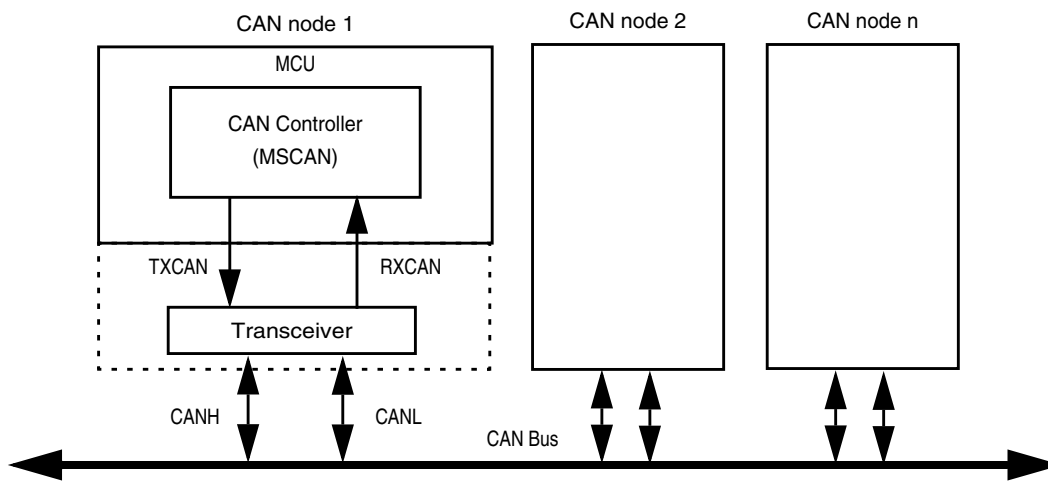 CAN node 1
CAN node 2
CAN node n
MCU
CAN Controller
(MSCAN)
TXCAN
RXCAN
Transceiver
CANH
CANL
CAN Bus